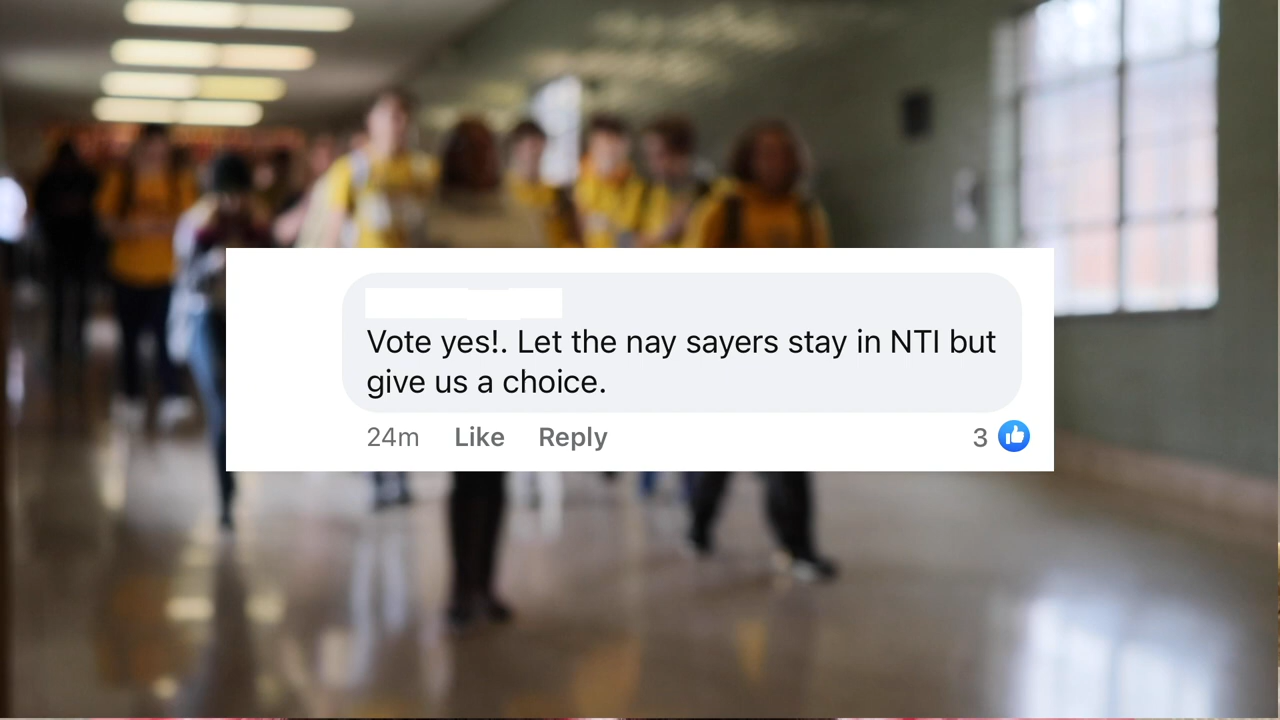 Vote yes!. Let the nay sayers stay in NTI but
give us a choice.
24m Like Reply 3